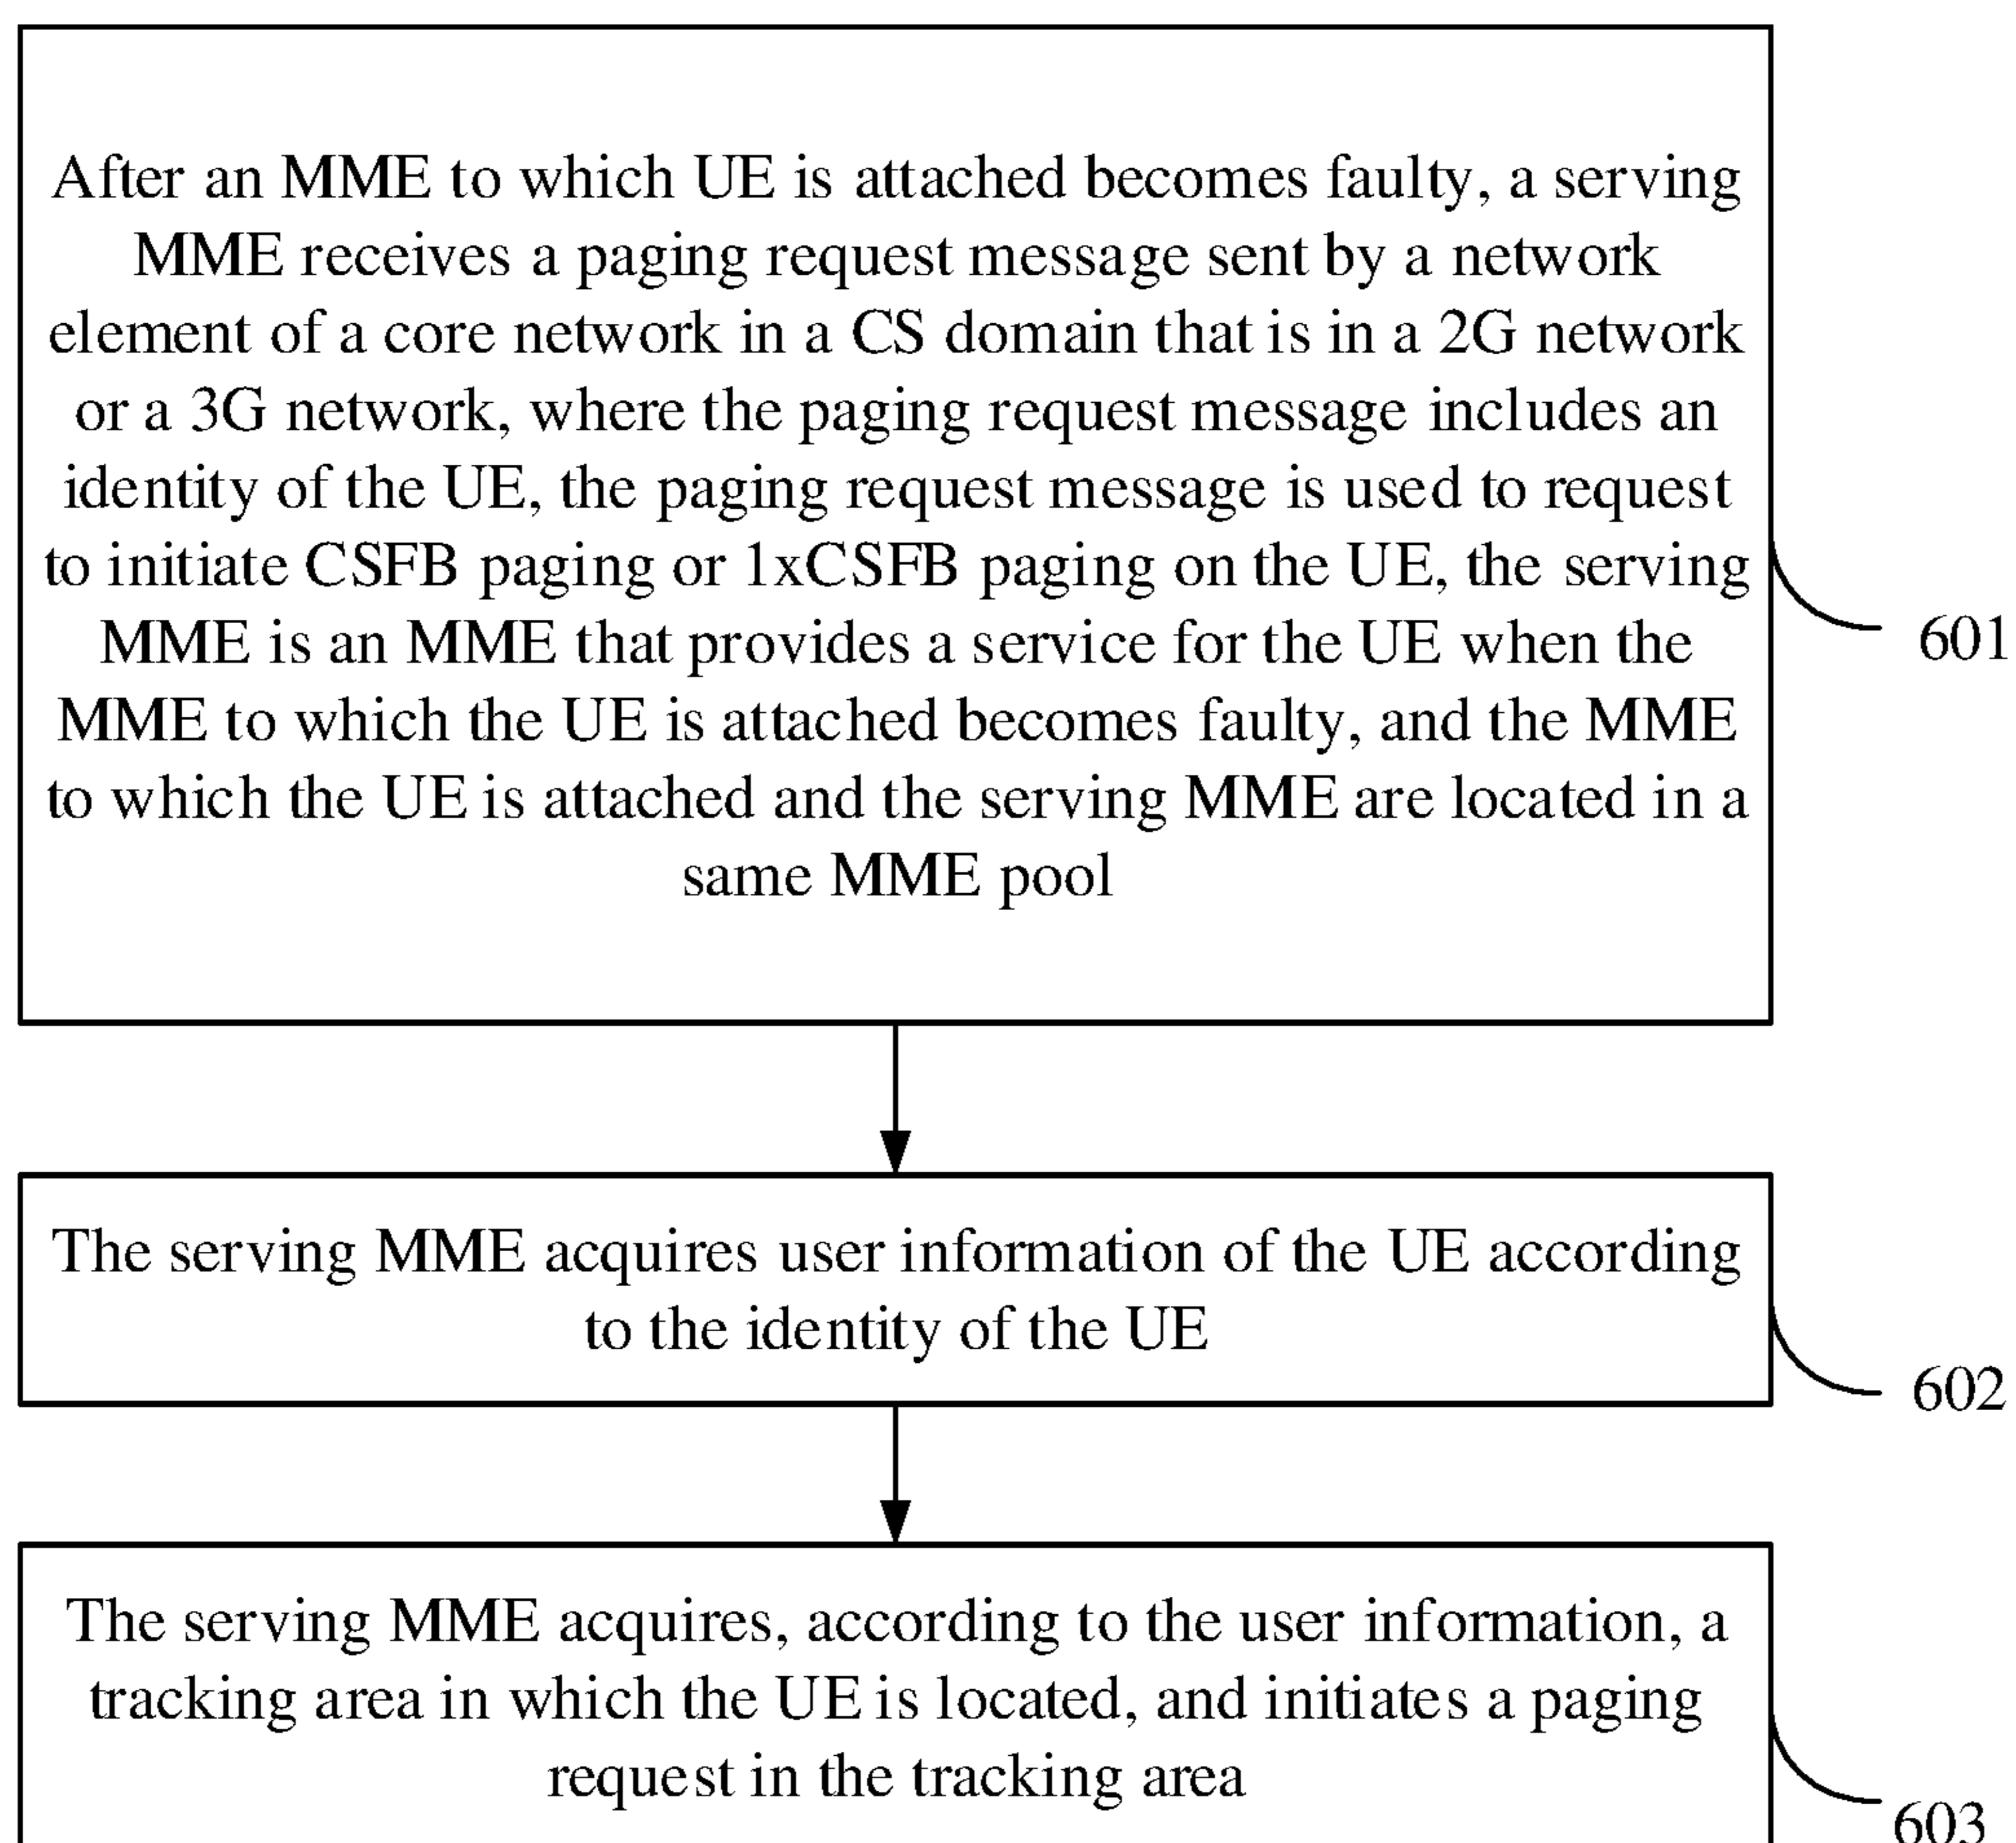 After an MME to which UE is attached becomes faulty, a serving
MME receives a paging request message sent by a network
element of a core network in a CS domain that is in a 2G network
or a 3G network, where the paging request message includes an
identity of the UE, the paging request message is used to request
to initiate CSFB paging or 1xCSFB paging on the UE, the serving
MME is an MME that provides a service for the UE when the
MME to which the UE is attached becomes faulty, and the MME
to which the UE is attached and the serving MME are located in a
same MME pool
601
The serving MME acquires user information of the UE according
to the identity of the UE
602
The serving MME acquires, according to the user information, a
tracking area in which the UE is located, and initiates a paging
request in the tracking area
603